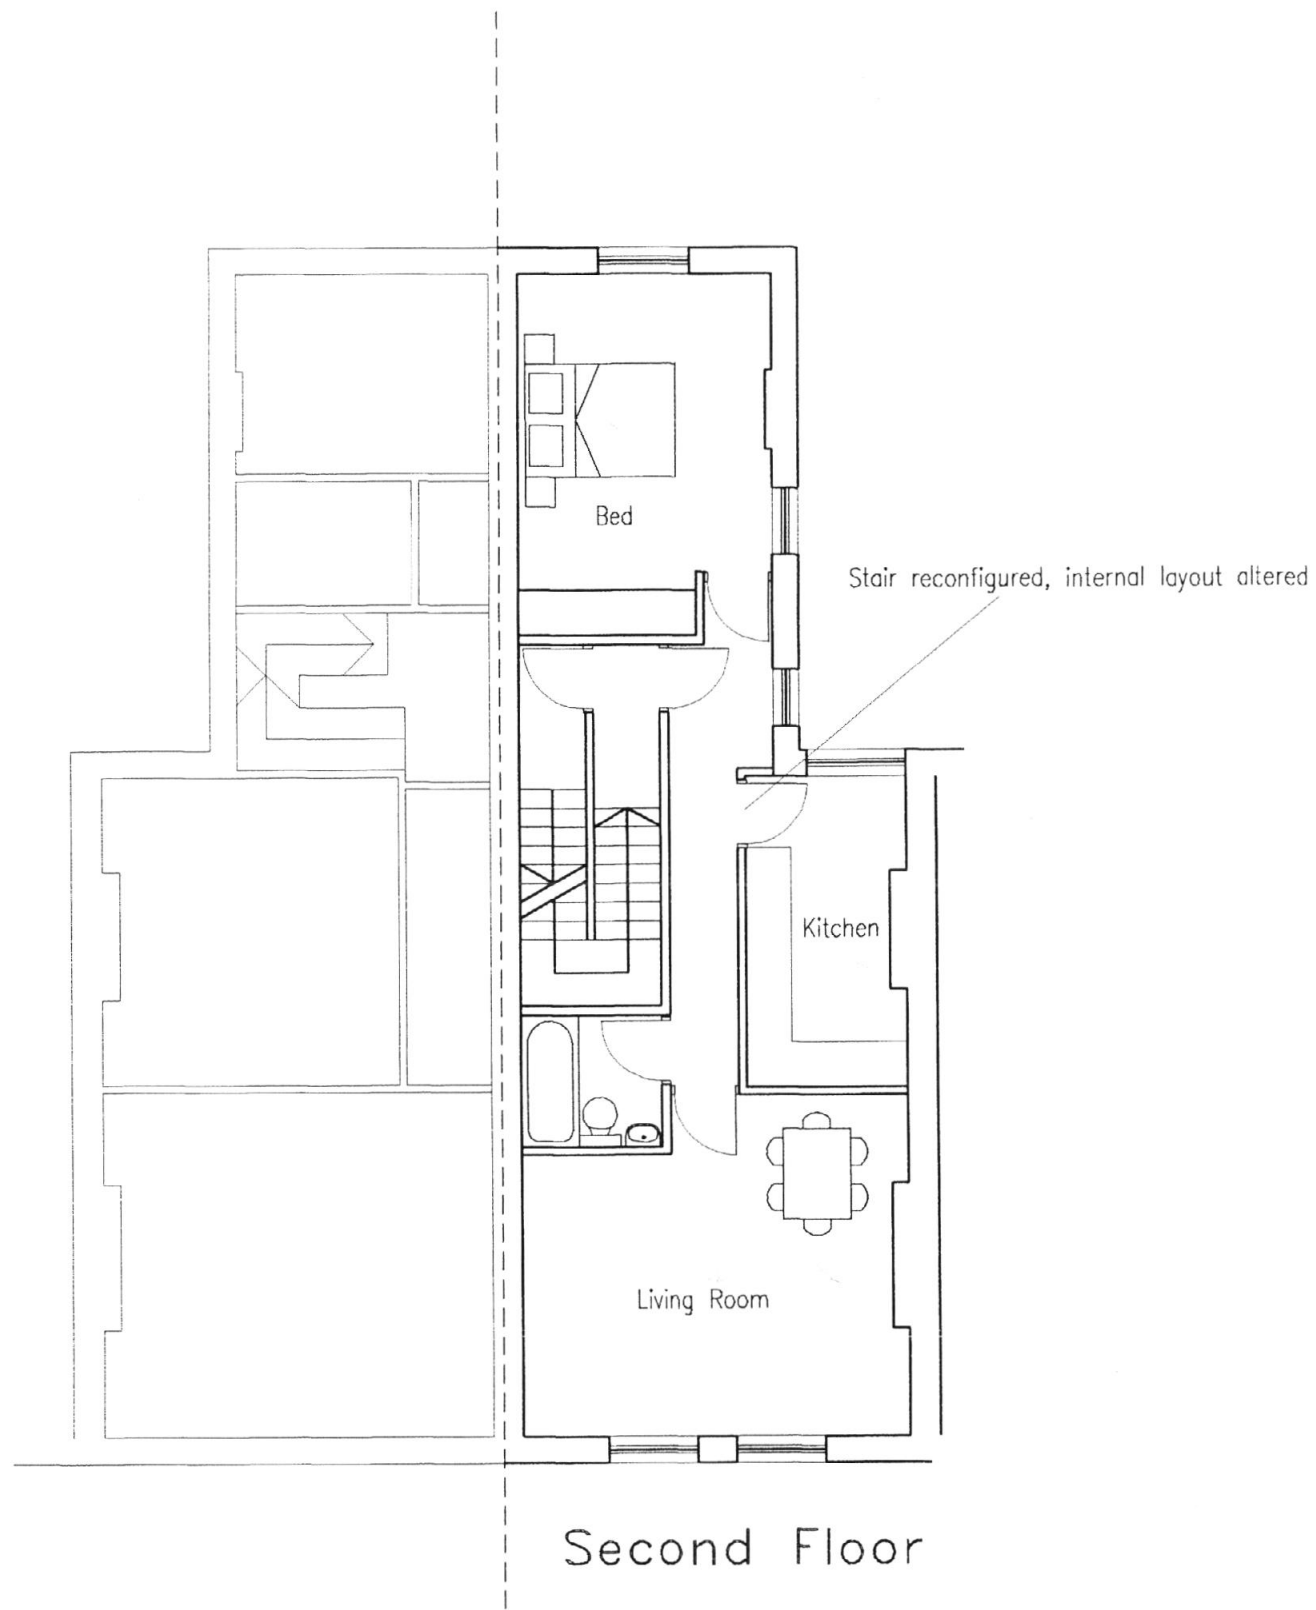 Bed
Stair reconfigured, internal layout altered
Kitchen
Living Room
Second Floor